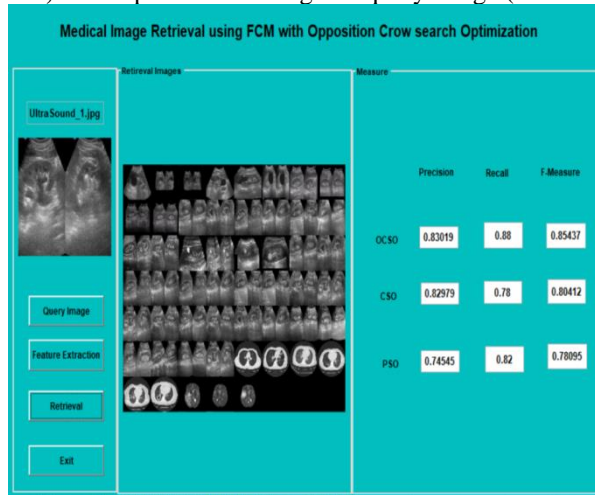 Medical Image Retrieval using FCM with Opposition Crow search Optimization
UltraSound_1.jpg
Query image
Feature Extraction
Retrieval
Exit
Retireval Images
Measure
Precision Recall F-Measure
OCSO 0.83019 0.88 0.85437
CSO 0.82979 0.78 0.80412
PSO 0.74545 0.82 0.78095